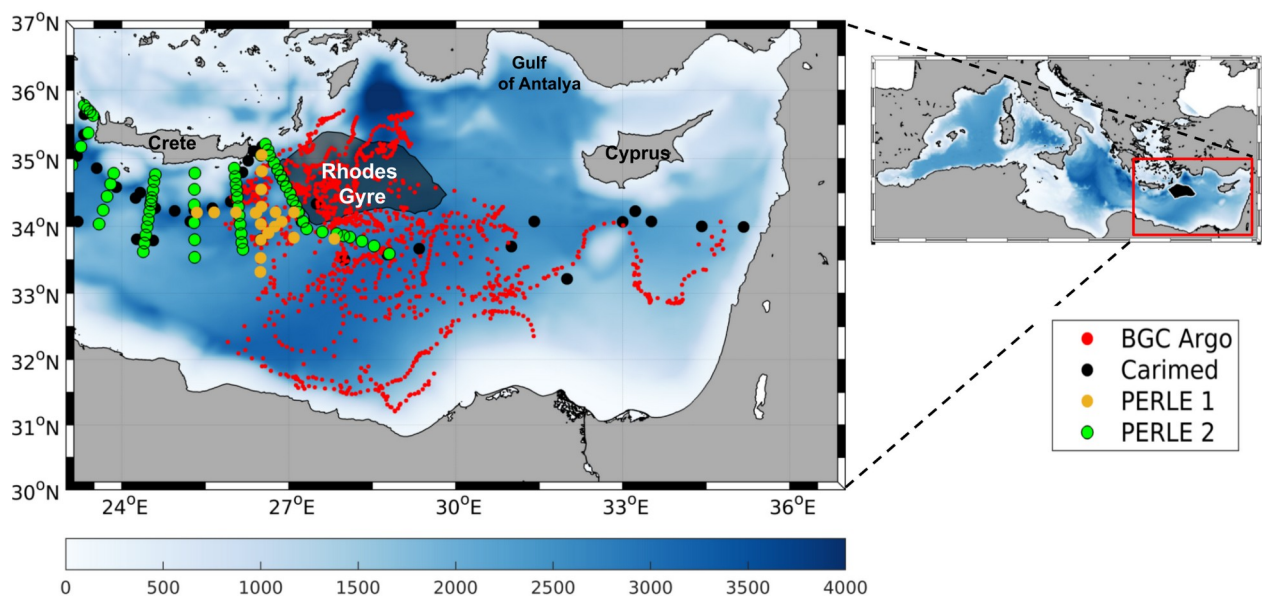 37°N
36°N
35°N
34°N
33°N
32°N
31°N
30°N
Gulf
of Antalya
Crete
Cyprus
Rhodes
Gyre
24°E
27°E
30°E
33°E
36°E
BGC Argo
Carimed
PERLE 1
PERLE 2
0
500
1000
1500
2000
2500
3000
3500
4000